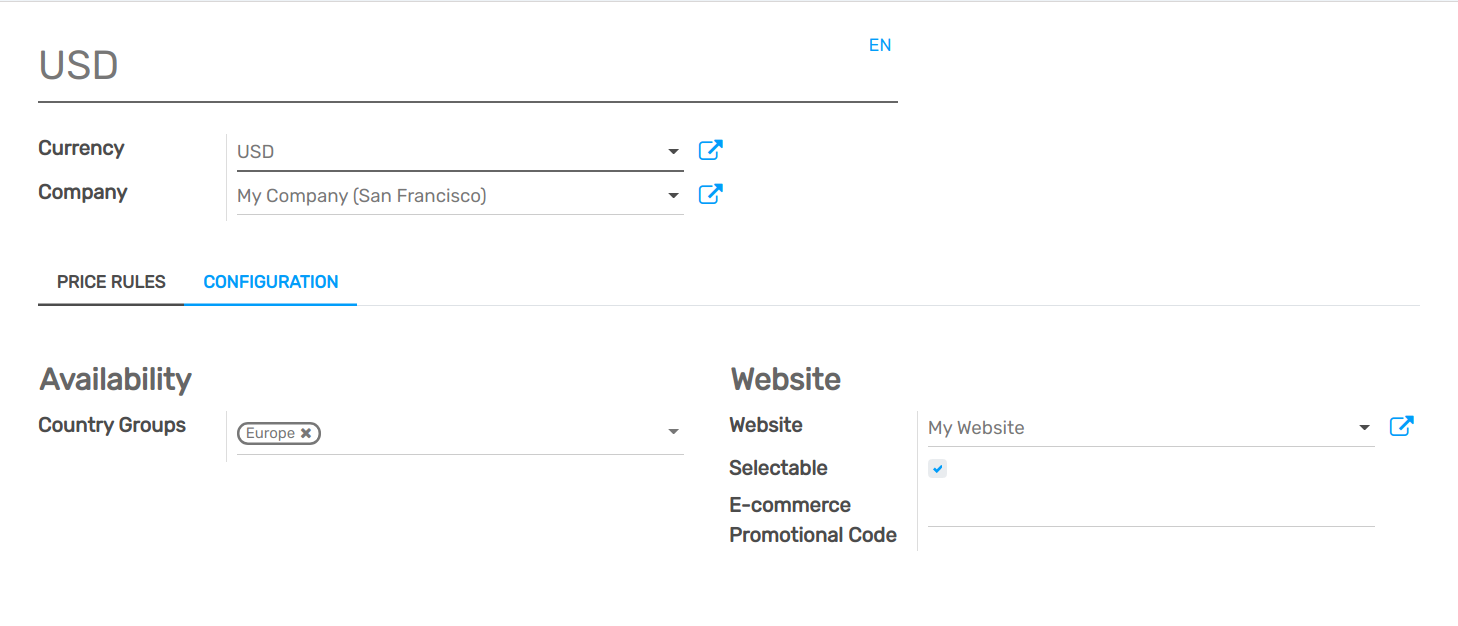 USD
EN
Currency
USD
Company
My Company (San Francisco)
PRICE RULES
CONFIGURATION
Availability
Country Groups
Europe
Website
Website
My Website
Selectable
E-commerce
Promotional Code